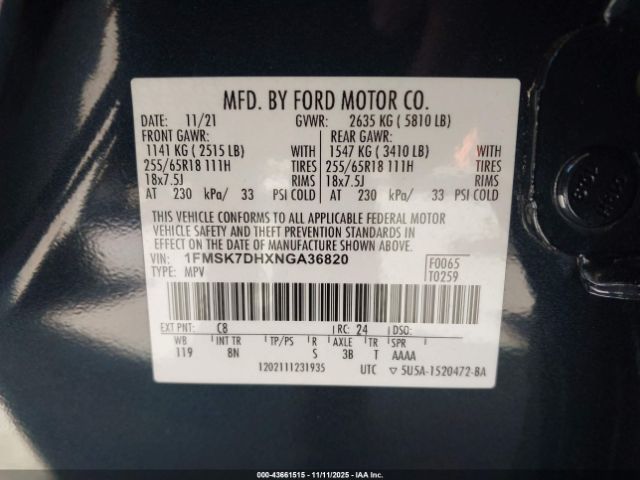 MFD. BY FORD MOTOR CO.
DATE: 11/21 GVWR: 2635 KG ( 5810 LB)
FRONT GAWR: REAR GAWR:
1141 KG ( 2515 LB) WITH 1547 KG ( 3410 LB) WITH
255/65R18 111H TIRES 255/65R18 111H TIRES
18x7.5J RIMS 18x7.5J RIMS
AT 230 kPa/ 33 PSI COLD AT 230 kPa/ 33 PSI COLD
THIS VEHICLE CONFORMS TO ALL APPLICABLE FEDERAL MOTOR
VEHICLE SAFETY AND THEFT PREVENTION STANDARDS IN
EFFECT ON THE DATE OF MANUFACTURE SHOWN ABOVE.
VIN: 1FMSK7DHXNGA36820 F0065
TYPE: MPV T0259
EXT PNT: C8 RC: 24 DSO:
WB INT TR TP/PS R AXLE TR SPR
119 8N S 3B T AAAA
1202111231935 UTC ▽ 5U5A-1520472-BA
000-43661515 - 11/11/2025 - IAAI.COM